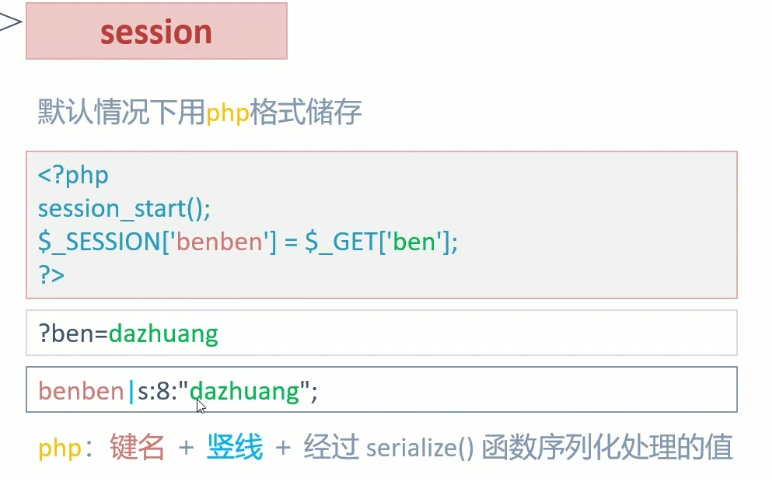 session
默认情况下用php格式储存
<?php
session_start();
$_SESSION['benben'] = $_GET['ben'];
?>
?ben=dazhuang
benben|s:8:"dazhuang";
php：键名 + 竖线 + 经过 serialize() 函数序列化处理的值